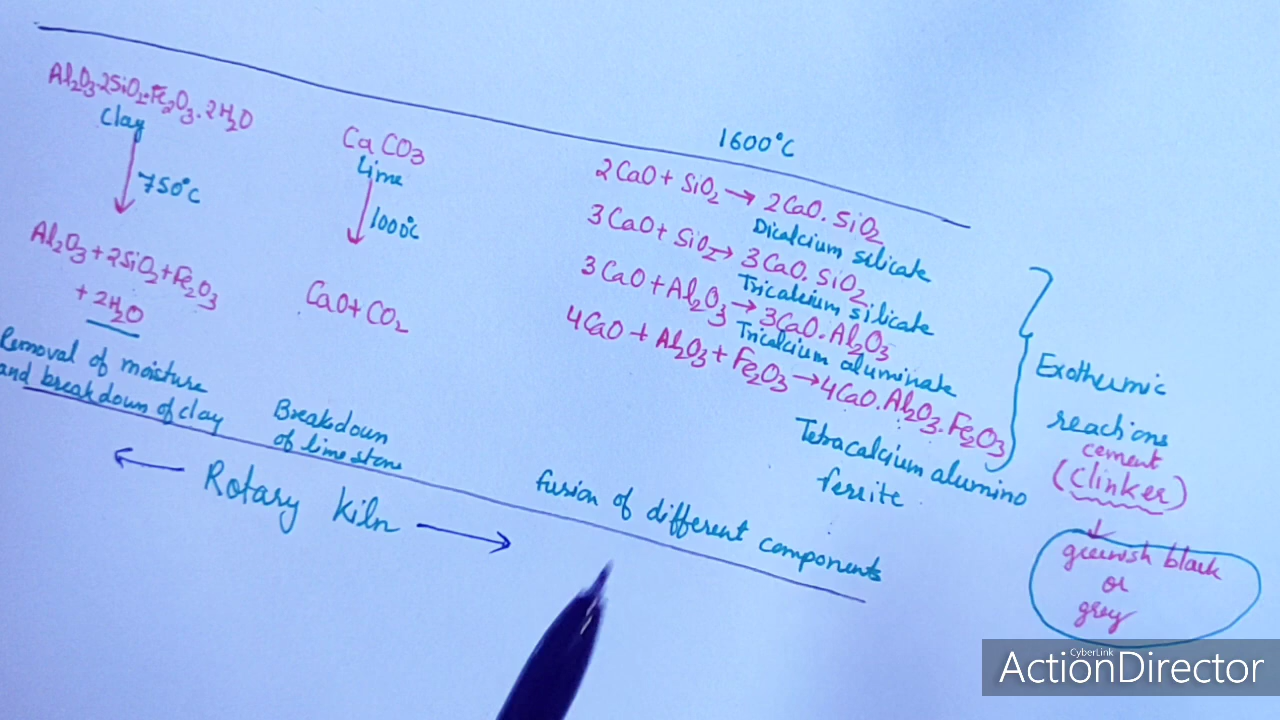 Al₂O₃.2SiO₂.Fe₂O₃.2H₂O
Clay
750°C
Al₂O₃+2SiO₂+Fe₂O₃
+2H₂O
Removal of moisture
and breakdown of clay
CaCO3
Lime
1000°C
CaO+CO₂
Breakdown
of lime stone
1600°C
2CaO+SiO₂→2CaO.SiO₂
Dicalcium silicate
3CaO+SiO₂→3CaO.SiO₂
Tricalcium silicate
3CaO+Al₂O₃→3CaO.Al₂O₃
Tricalcium aluminate
4CaO+Al₂O₃+Fe₂O₃→4CaO.Al₂O₃.Fe₂O₃
Tetracalcium alumino
ferrite
fusion of different components
Exothermic
reactions
cement
(Clinker)
greenish black
or
grey
← Rotary Kiln →
CyberLink
ActionDirector